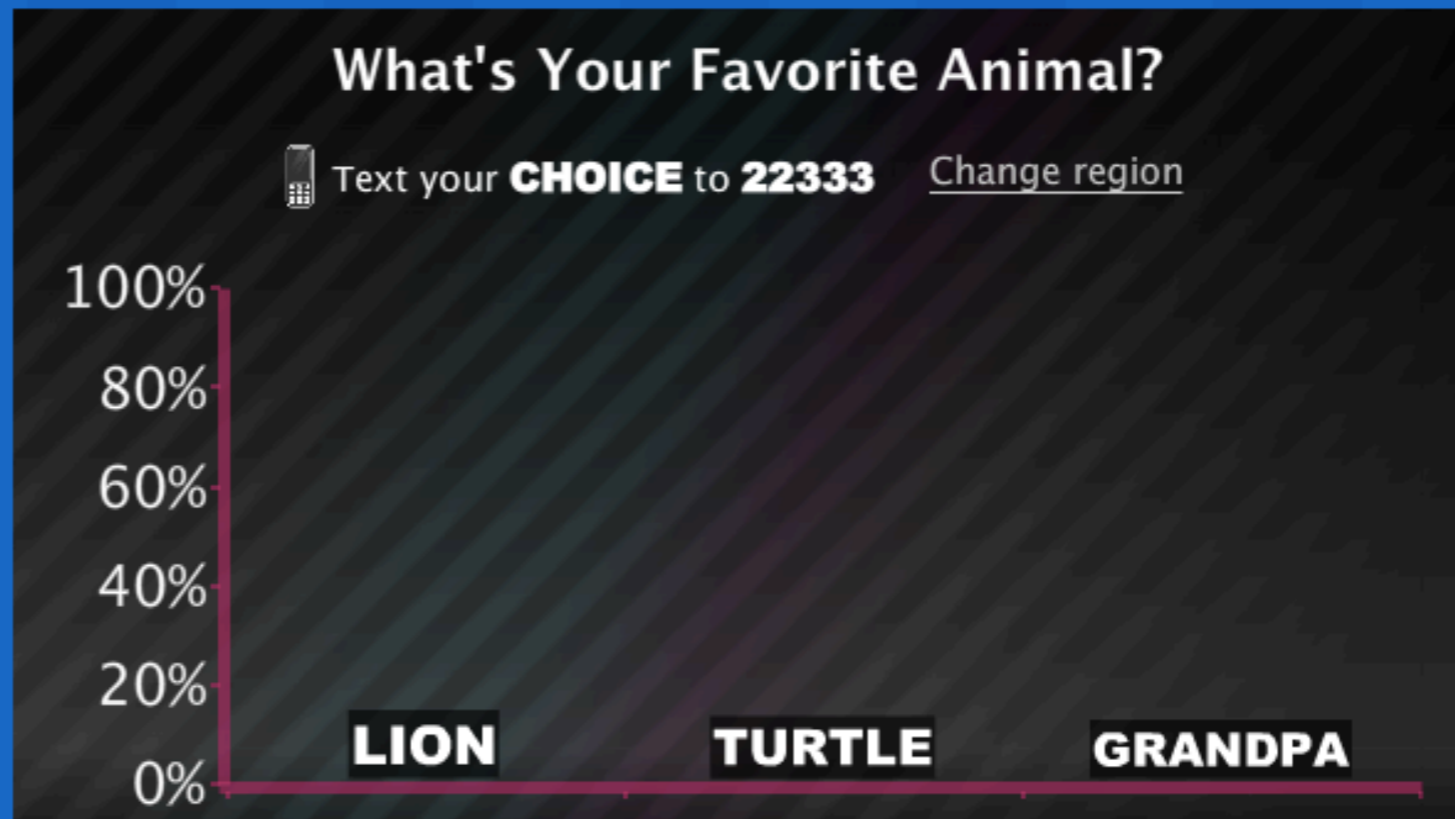 What's Your Favorite Animal?
Text your CHOICE to 22333 Change region
100%
80%
60%
40%
20%
0%
LION TURTLE GRANDPA